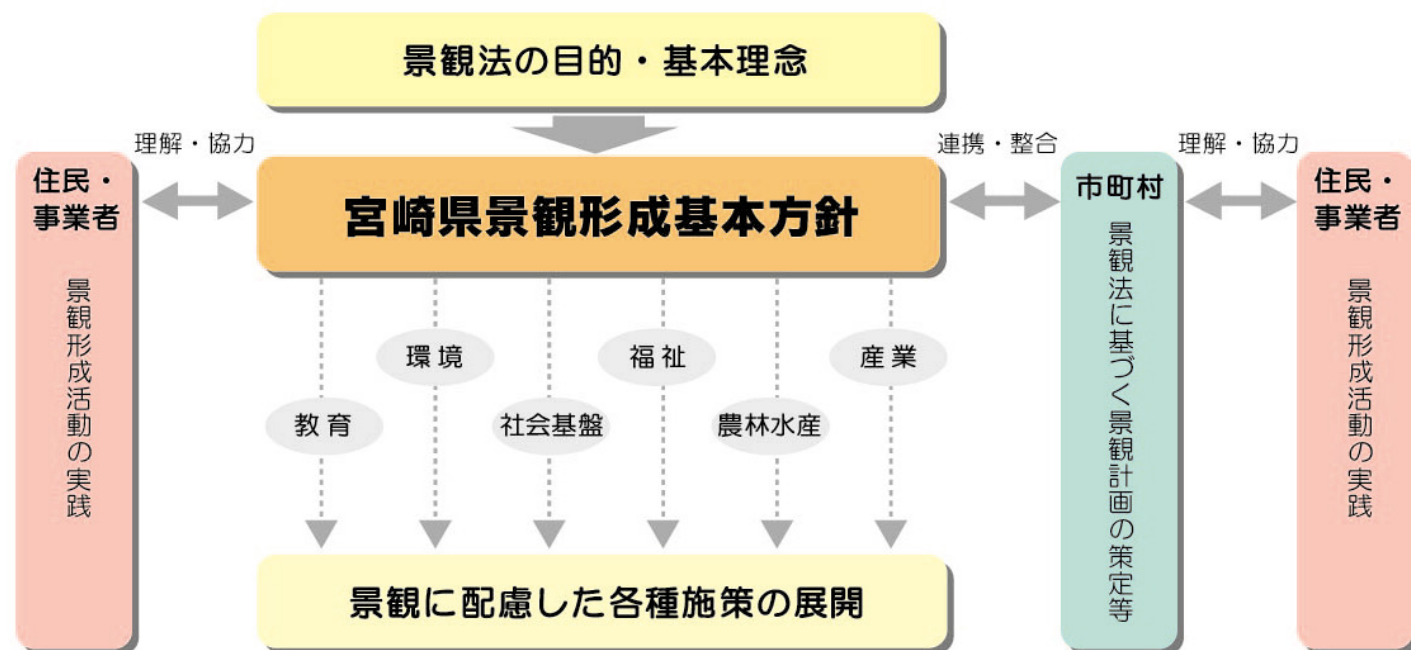 景観法の目的・基本理念
理解・協力
連携・整合
理解・協力
住民・
事業者
景観形成活動の実践
宮崎県景観形成基本方針
市町村
景観法に基づく景観計画の策定等
住民・
事業者
景観形成活動の実践
環境
福祉
産業
教育
社会基盤
農林水産
景観に配慮した各種施策の展開